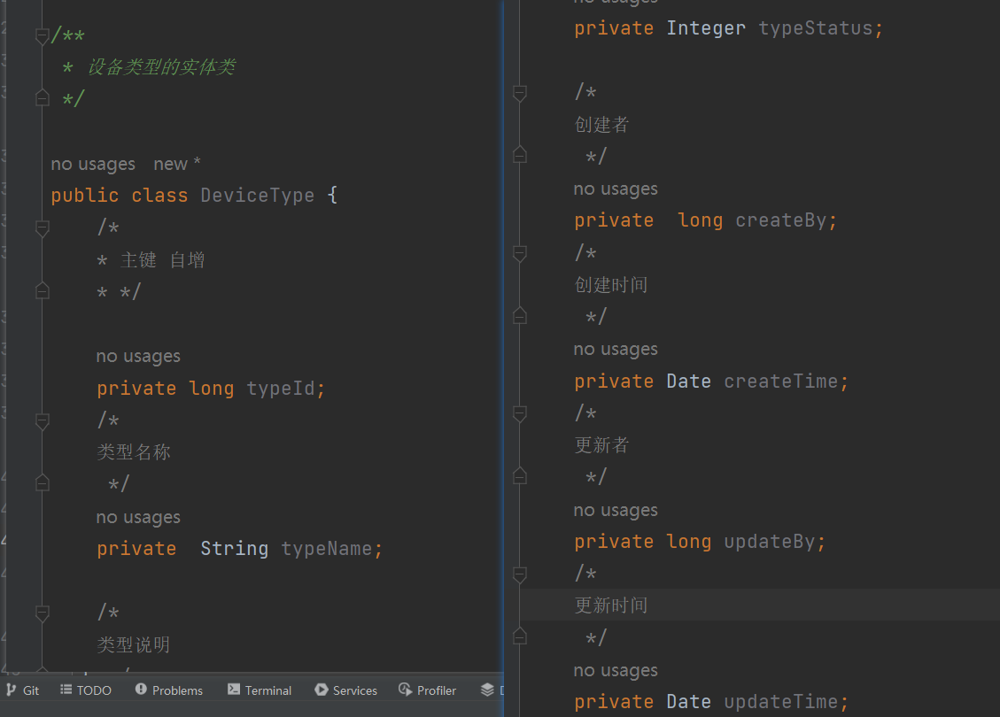 /**
* 设备类型的实体类
*/
no usages new *
public class DeviceType {
/*
* 主键 自增
* */
no usages
private long typeId;
/*
类型名称
*/
no usages
private String typeName;
/*
类型说明
Git TODO Problems Terminal Services Profiler
no usages
private Integer typeStatus;
/*
创建者
*/
no usages
private long createBy;
/*
创建时间
*/
no usages
private Date createTime;
/*
更新者
*/
no usages
private long updateBy;
/*
更新时间
*/
no usages
private Date updateTime;